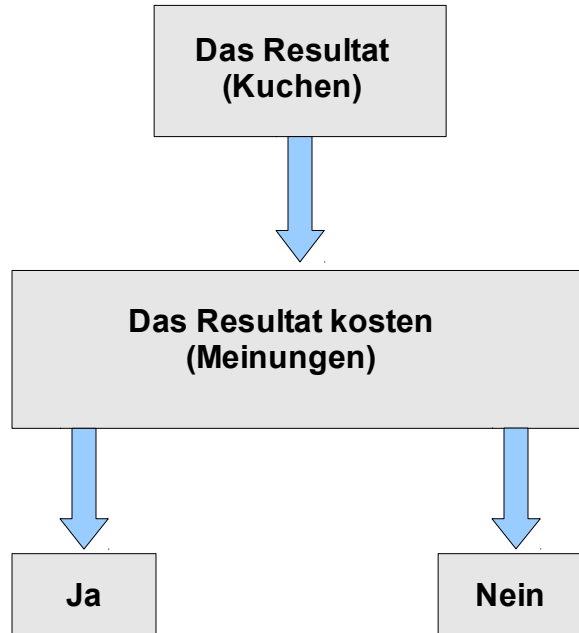 Das Resultat
(Kuchen)
Das Resultat kosten
(Meinungen)
Ja
Nein